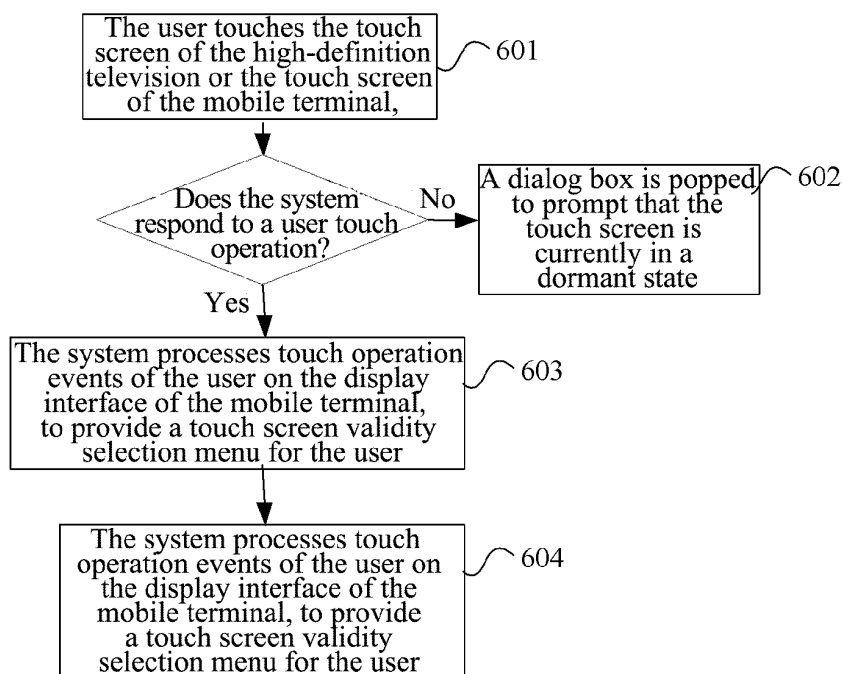 The user touches the touch
screen of the high-definition
television or the touch screen
of the mobile terminal,
601
Does the system
respond to a user touch
operation?
No
A dialog box is popped
to prompt that the
touch screen is
currently in a
dormant state
602
Yes
The system processes touch operation
events of the user on the display
interface of the mobile terminal,
to provide a touch screen validity
selection menu for the user
603
The system processes touch
operation events of the user on
the display interface of the
mobile terminal, to provide
a touch screen validity
selection menu for the user
604